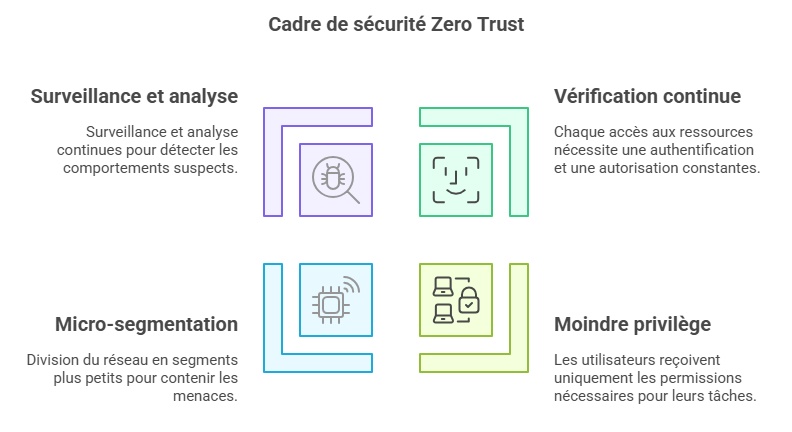 Cadre de sécurité Zero Trust
Surveillance et analyse
Surveillance et analyse
continues pour détecter les
comportements suspects.
Vérification continue
Chaque accès aux ressources
nécessite une authentification
et une autorisation constantes.
Micro-segmentation
Division du réseau en segments
plus petits pour contenir les
menaces.
Moindre privilège
Les utilisateurs reçoivent
uniquement les permissions
nécessaires pour leurs tâches.